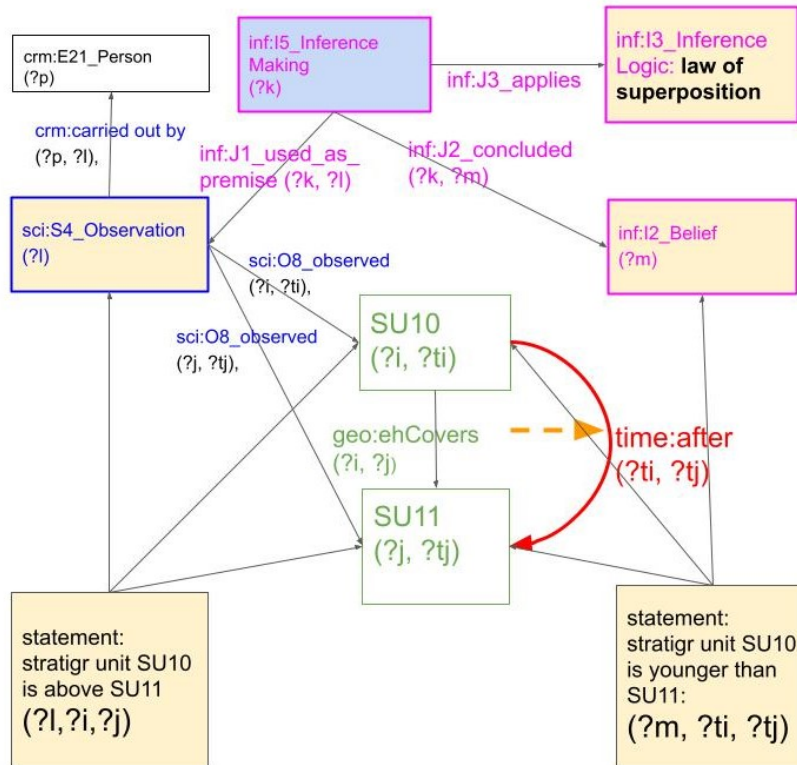 crm:E21_Person
(?p)
inf:I5_Inference
Making
(?k)
inf:I3_Inference
Logic: law of
superposition
inf:J3_applies
crm:carried out by
(?p, ?l),
inf:J1_used_as_
premise (?k, ?l)
inf:J2_concluded
(?k, ?m)
sci:S4_Observation
(?l)
inf:I2_Belief
(?m)
sci:O8_observed
(?i, ?ti),
sci:O8_observed
(?j, ?tj),
SU10
(?i, ?ti)
geo:ehCovers
(?i, ?j)
time:after
(?ti, ?tj)
SU11
(?j, ?tj)
statement:
stratigr unit SU10
is above SU11
(?l,?i,?j)
statement:
stratigr unit SU10
is younger than
SU11:
(?m, ?ti, ?tj)